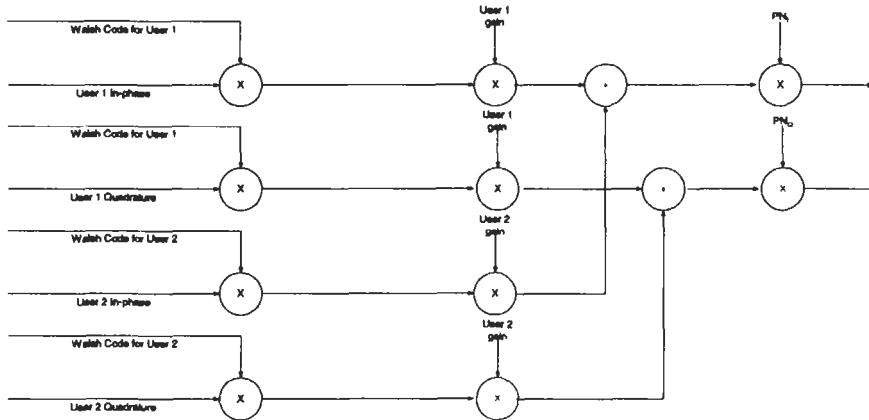 Walsh Code for User 1
User 1
gain
PN_I
X
X
X
User 1 In-phase
Walsh Code for User 1
User 1
gain
PN_Q
X
X
X
User 1 Quadrature
Walsh Code for User 2
User 2
gain
X
X
User 2 In-phase
Walsh Code for User 2
User 2
gain
X
X
User 2 Quadrature